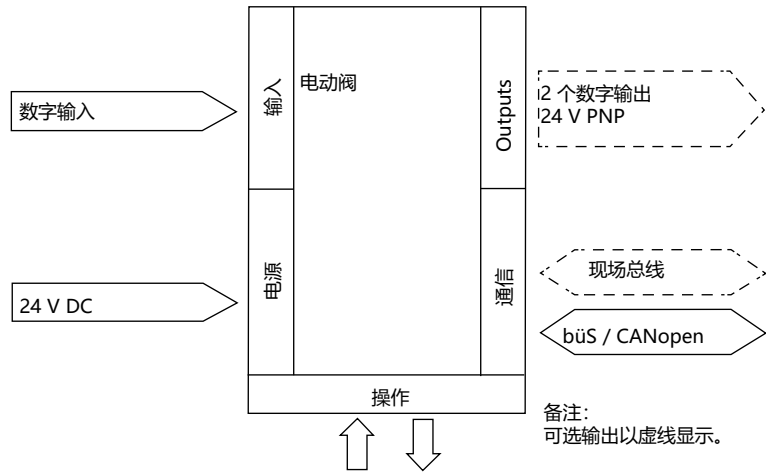 电动阀
输入
数字输入
Outputs
2 个数字输出
24 V PNP
电源
24 V DC
通信
现场总线
büS / CANopen
操作
备注：
可选输出以虚线显示。